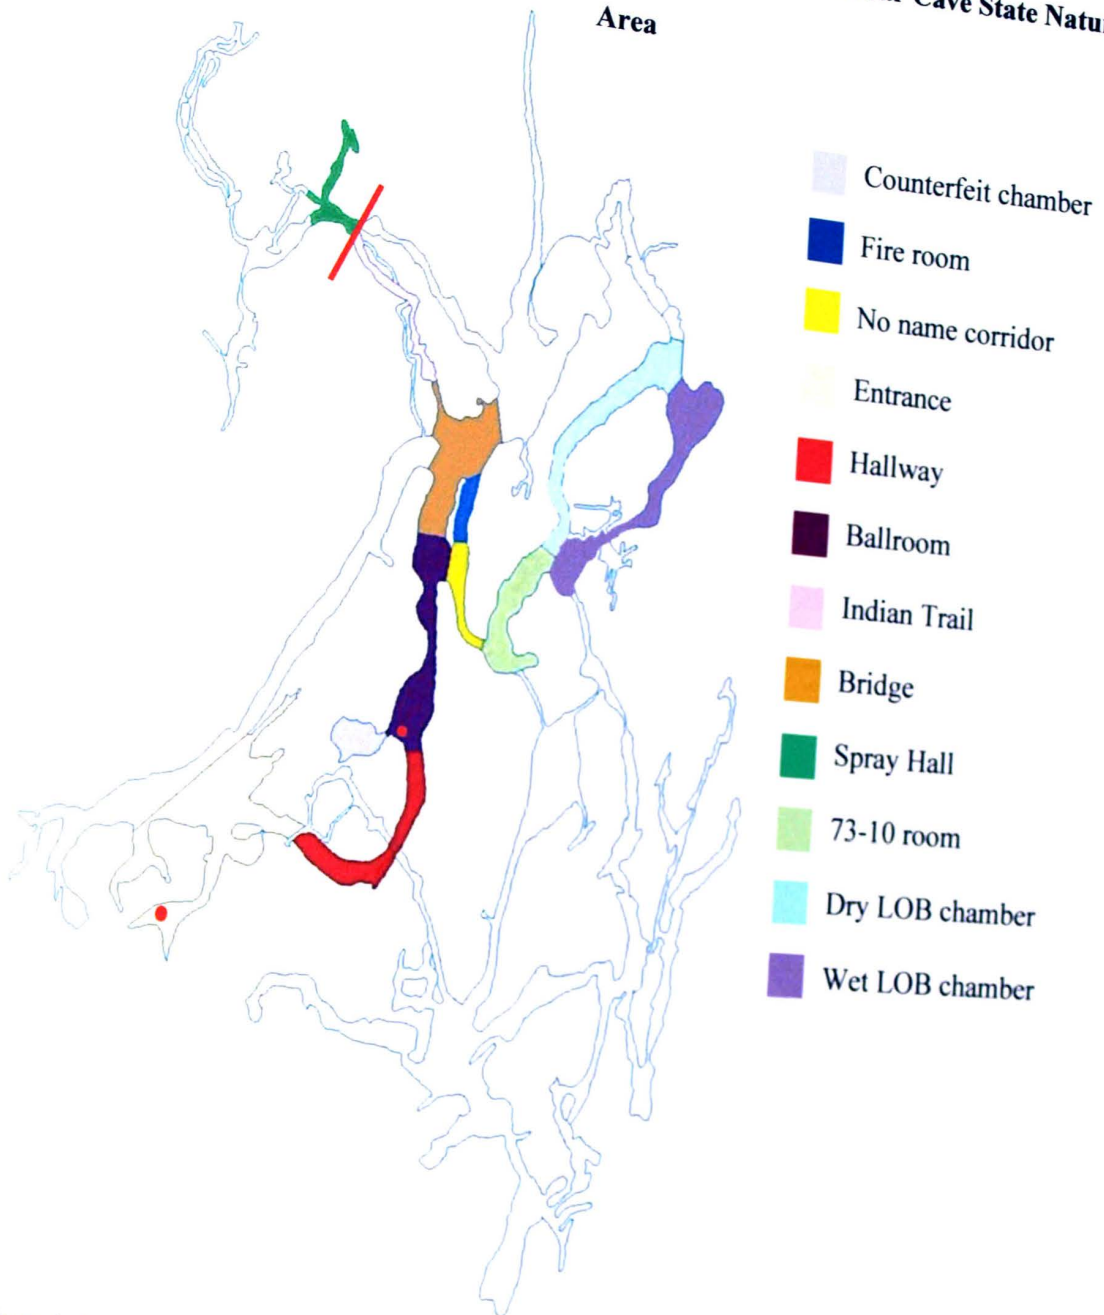 Cave State
Area
Counterfeit chamber
Fire room
No name corridor
Entrance
Hallway
Ballroom
Indian Trail
Bridge
Spray Hall
73-10 room
Dry LOB chamber
Wet LOB chamber